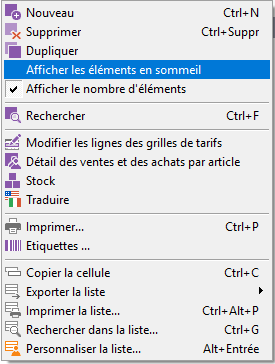 Nouveau Ctrl+N
Supprimer Ctrl+Suppr
Dupliquer
Afficher les éléments en sommeil
Afficher le nombre d'éléments
Rechercher Ctrl+F
Modifier les lignes des grilles de tarifs
Détail des ventes et des achats par article
Stock
Traduire
Imprimer... Ctrl+P
Etiquettes ...
Copier la cellule Ctrl+C
Exporter la liste
Imprimer la liste... Ctrl+Alt+P
Rechercher dans la liste... Ctrl+G
Personnaliser la liste... Alt+Entrée